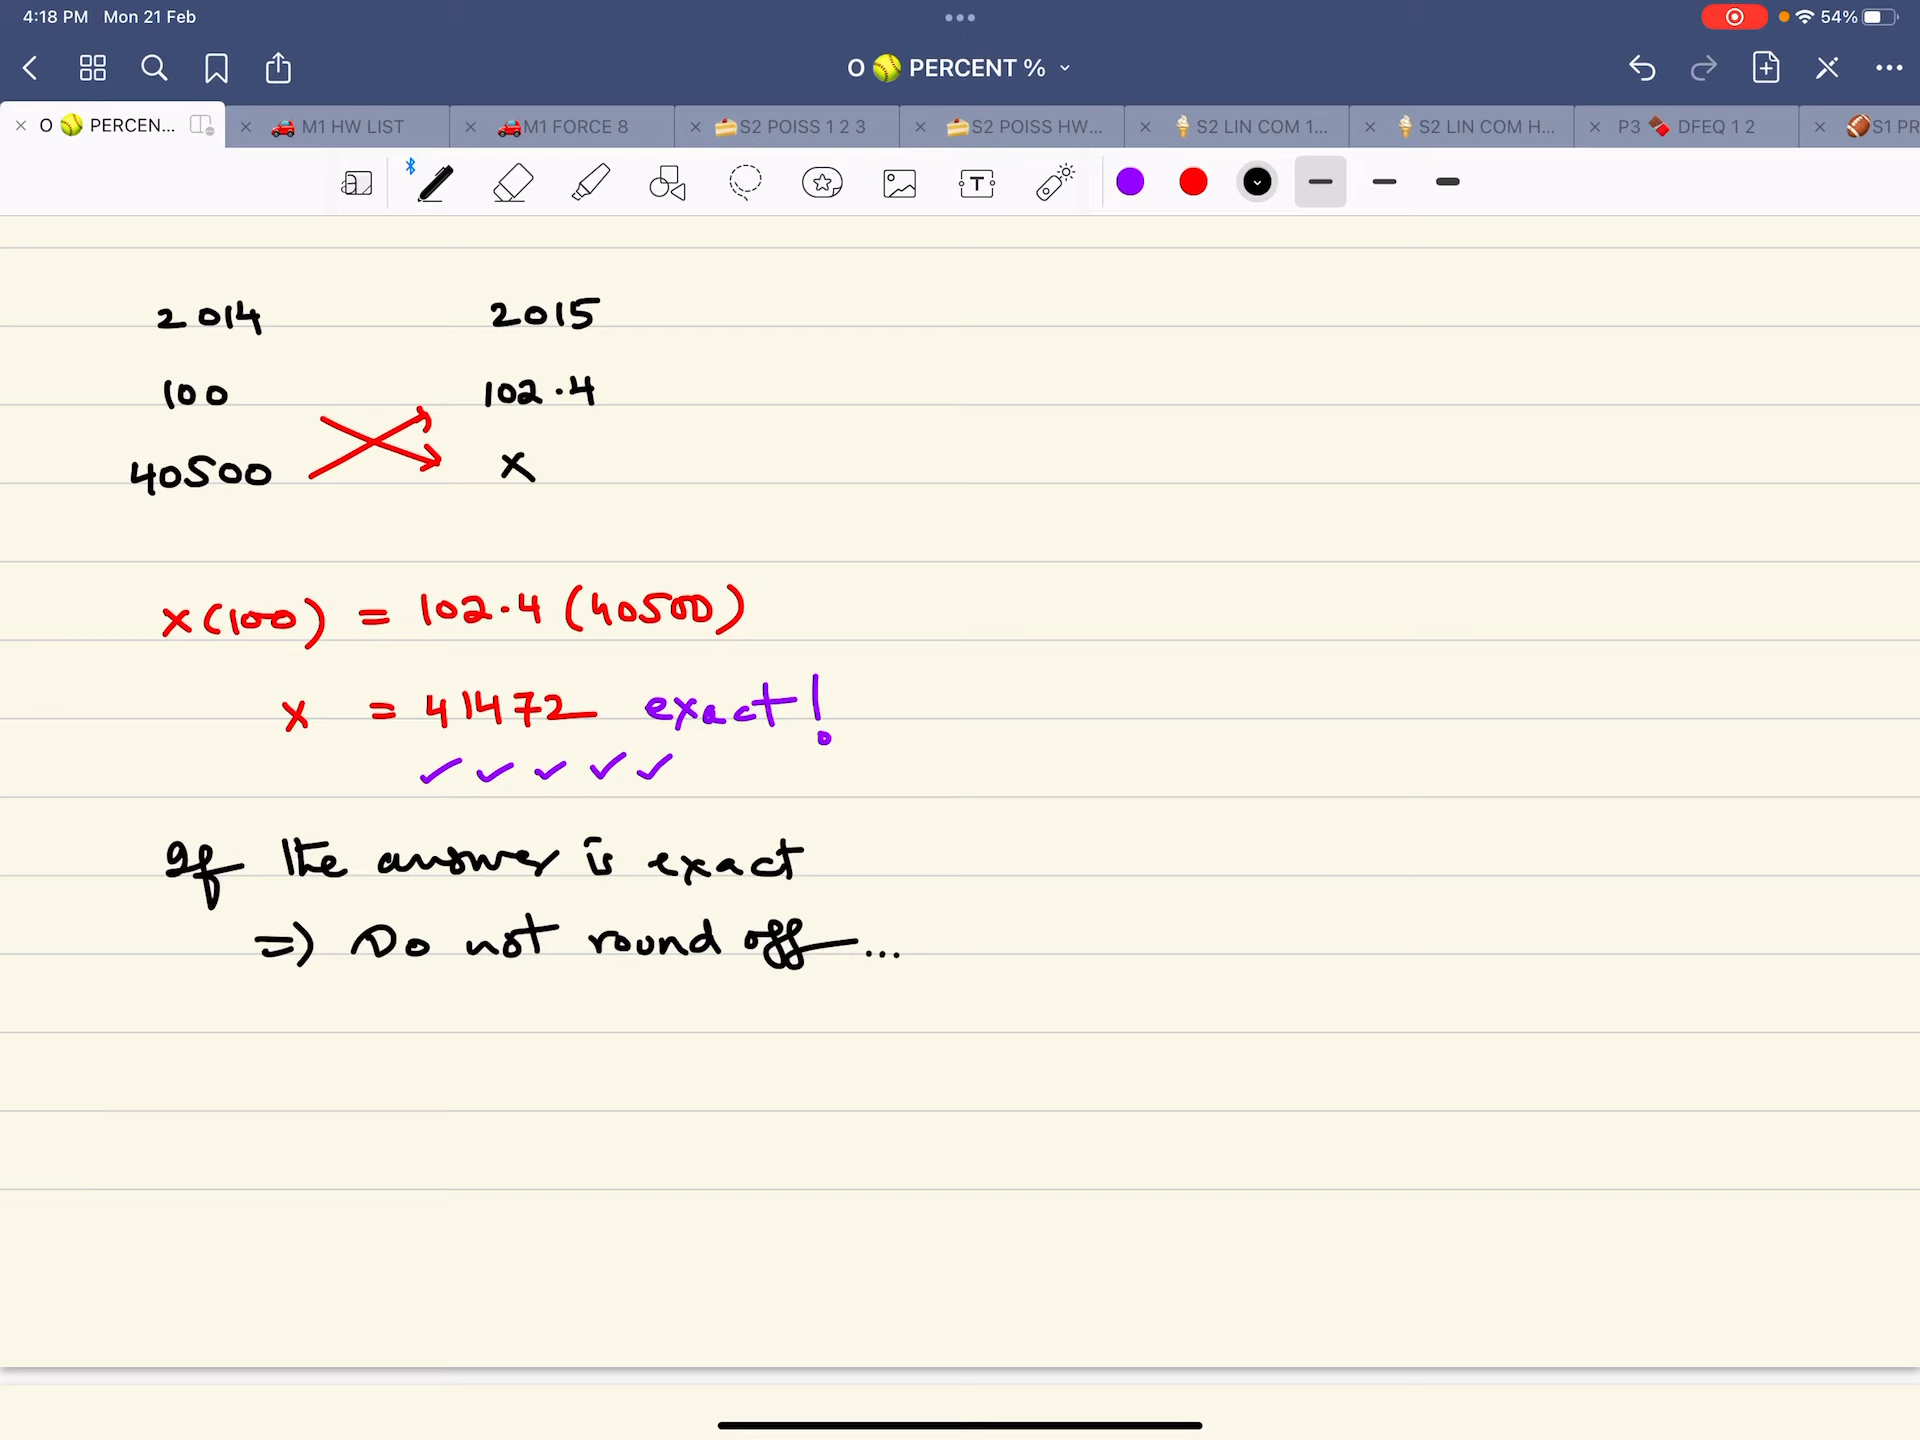 4:18 PM Mon 21 Feb 54%
O PERCENT %
O PERCEN... M1 HW LIST M1 FORCE 8 S2 POISS 1 2 3 S2 POISS HW... S2 LIN COM 1... S2 LIN COM H... P3 DFEQ 1 2 S1 PR
T
2014 2015
100 102.4
40500 x
x(100) = 102.4 (40500)
x = 41472 exact!
If the answer is exact
=> Do not round off...